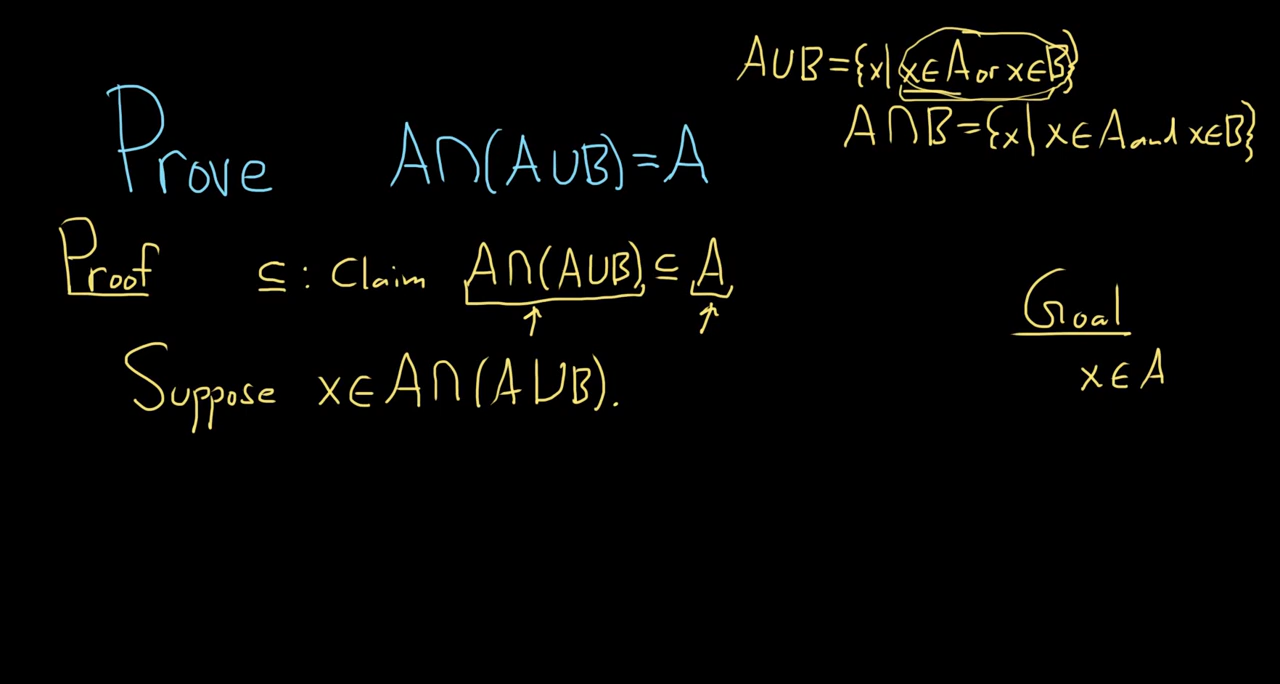 A∪B={x| x∈A or x∈B}
A∩B={x| x∈A and x∈B}
Prove A∩(A∪B)=A
Proof ⊆: Claim A∩(A∪B)⊆A
↑ ↑
Goal
Suppose x∈A∩(A∪B).
x∈A